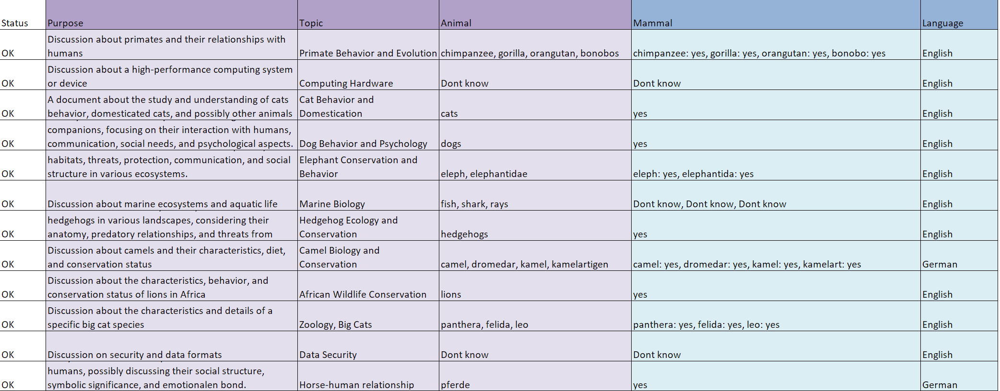 Status Purpose Topic Animal Mammal Language
Discussion about primates and their relationships with
OK humans Primate Behavior and Evolution chimpanzee, gorilla, orangutan, bonobos chimpanzee: yes, gorilla: yes, orangutan: yes, bonobo: yes English
Discussion about a high-performance computing system
OK or device Computing Hardware Dont know Dont know English
A document about the study and understanding of cats Cat Behavior and
OK behavior, domesticated cats, and possibly other animals Domestication cats yes English
companions, focusing on their interaction with humans,
OK communication, social needs, and psychological aspects. Dog Behavior and Psychology dogs yes English
habitats, threats, protection, communication, and social Elephant Conservation and
OK structure in various ecosystems. Behavior eleph, elephantidae eleph: yes, elephantida: yes English
OK Discussion about marine ecosystems and aquatic life Marine Biology fish, shark, rays Dont know, Dont know, Dont know English
hedgehogs in various landscapes, considering their Hedgehog Ecology and
OK anatomy, predatory relationships, and threats from Conservation hedgehogs yes English
Discussion about camels and their characteristics, diet, Camel Biology and
OK and conservation status Conservation camel, dromedar, kamel, kamelartigen camel: yes, dromedar: yes, kamel: yes, kamelart: yes German
Discussion about the characteristics, behavior, and
OK conservation status of lions in Africa African Wildlife Conservation lions yes English
Discussion about the characteristics and details of a
OK specific big cat species Zoology, Big Cats panthera, felida, leo panthera: yes, felida: yes, leo: yes English
OK Discussion on security and data formats Data Security Dont know Dont know English
humans, possibly discussing their social structure,
OK symbolic significance, and emotionalen bond. Horse-human relationship pferde yes German